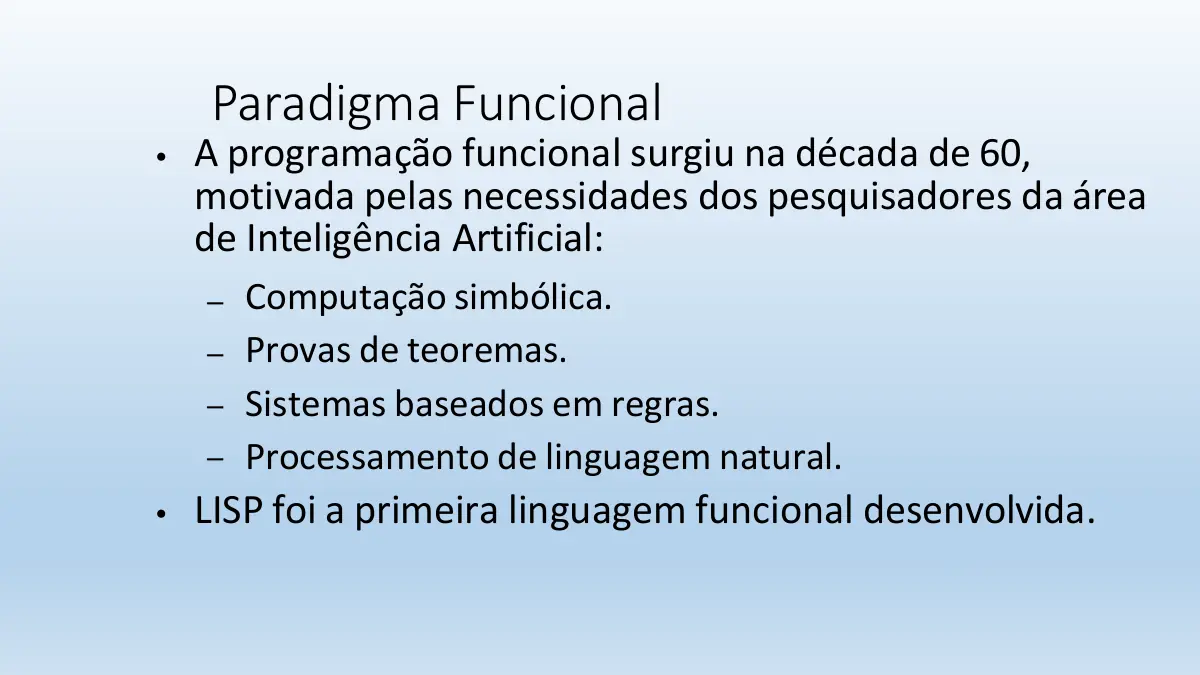 Paradigma Funcional
• A programação funcional surgiu na década de 60,
motivada pelas necessidades dos pesquisadores da área
de Inteligência Artificial:
– Computação simbólica.
– Provas de teoremas.
– Sistemas baseados em regras.
– Processamento de linguagem natural.
• LISP foi a primeira linguagem funcional desenvolvida.